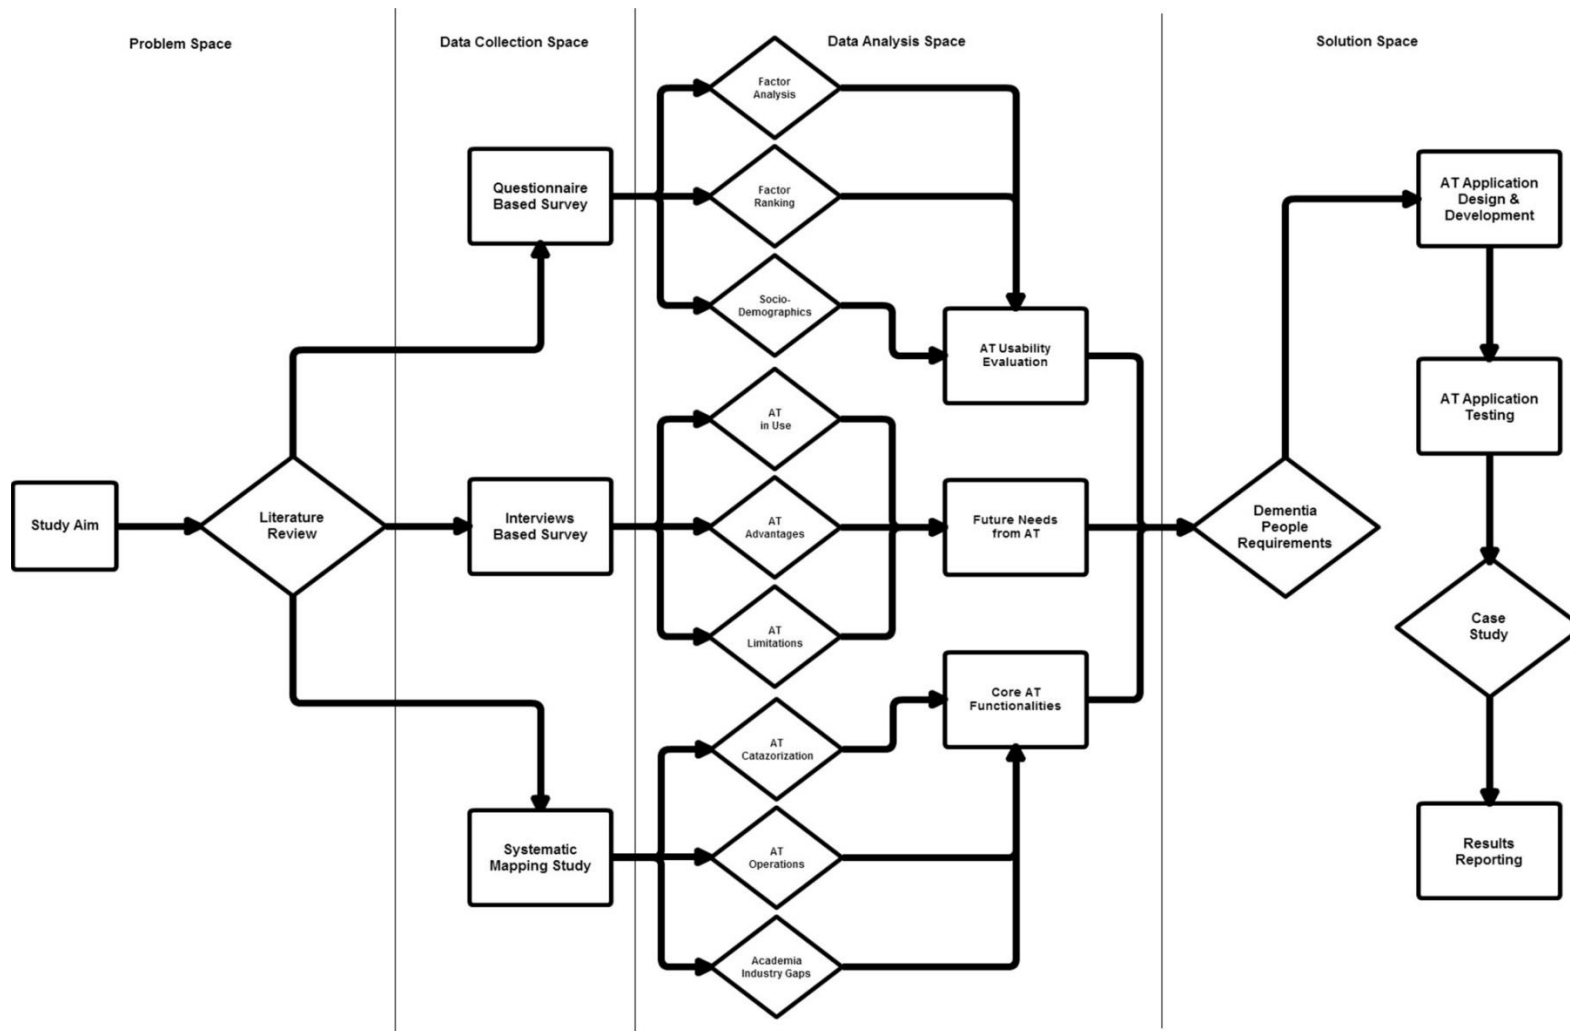 Problem Space
Data Collection Space
Data Analysis Space
Solution Space
Study Aim
Literature
Review
Questionnaire
Based Survey
Interviews
Based Survey
Systematic
Mapping Study
Factor
Analysis
Factor
Ranking
Socio-
Demographics
AT
in Use
AT
Advantages
AT
Limitations
AT
Catazorization
AT
Operations
Academia
Industry Gaps
AT Usability
Evaluation
Future Needs
from AT
Core AT
Functionalities
Dementia
People
Requirements
AT Application
Design &
Development
AT Application
Testing
Case
Study
Results
Reporting